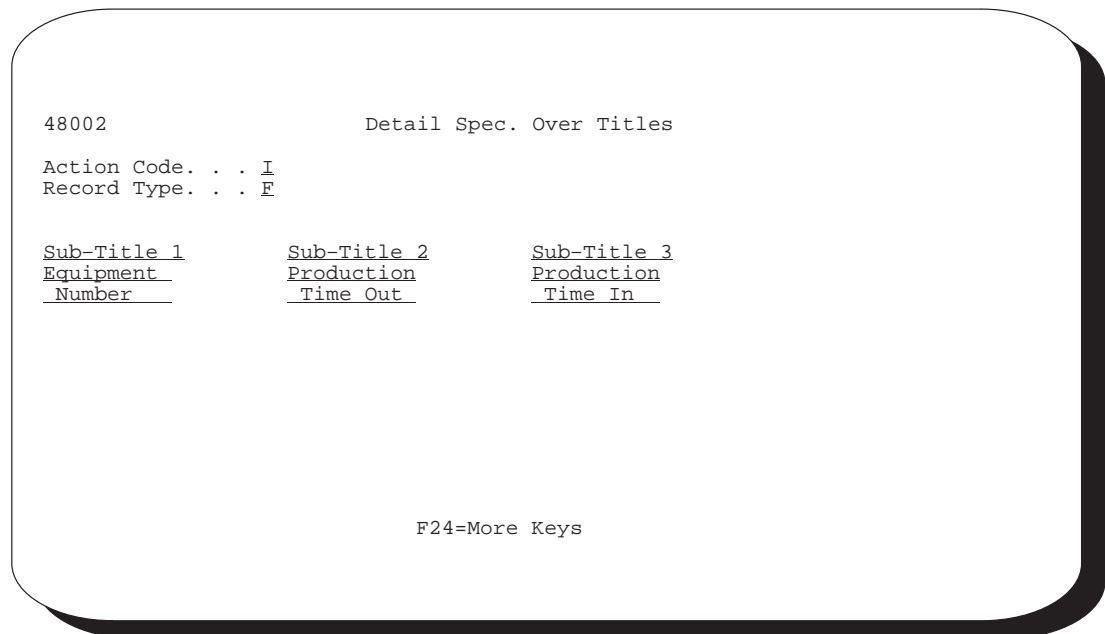 48002 Detail Spec. Over Titles
Action Code. . . I
Record Type. . . F
Sub-Title 1 Sub-Title 2 Sub-Title 3
Equipment Production Production
Number Time Out Time In
F24=More Keys